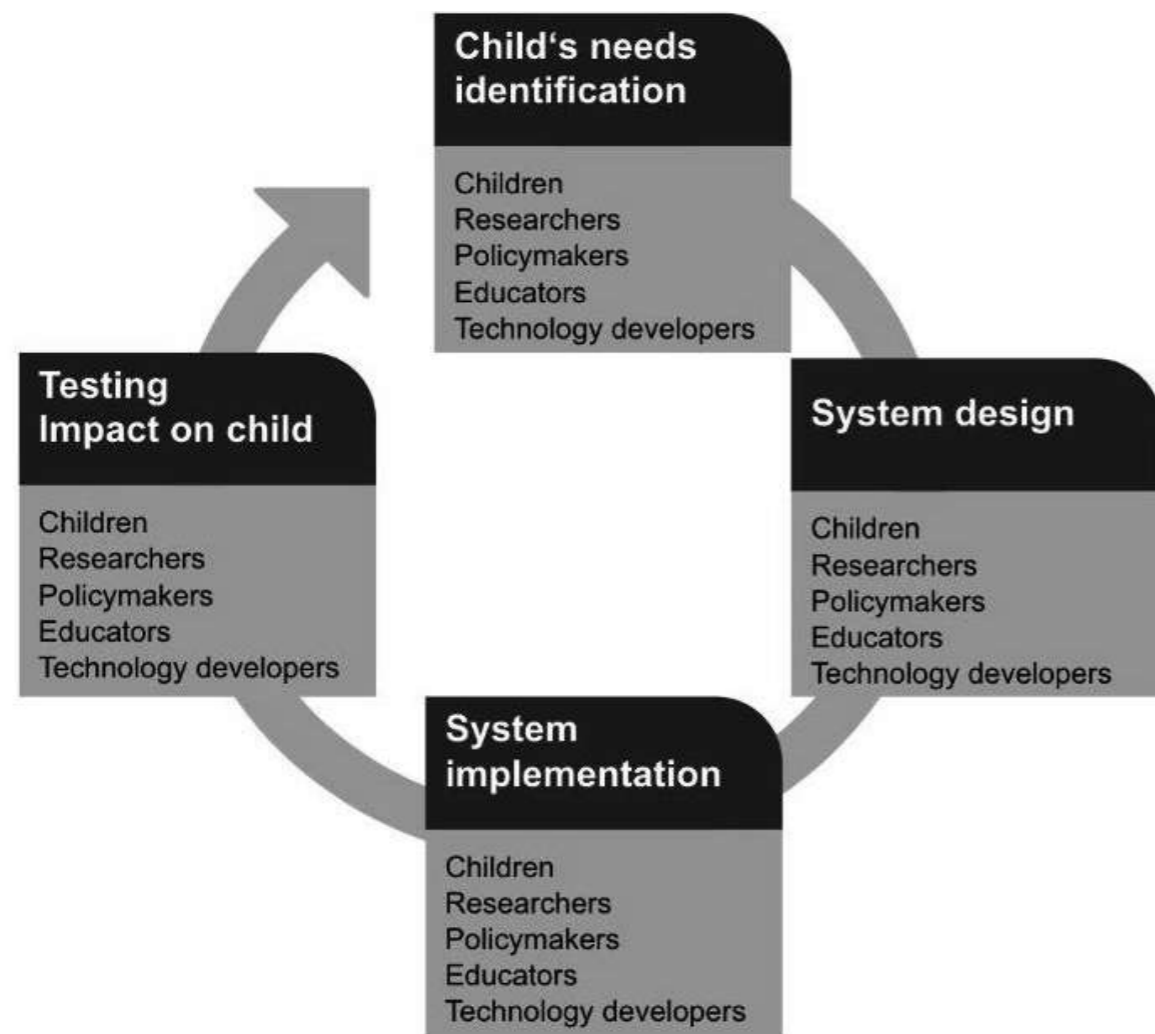 Child‘s needs
identification
Children
Researchers
Policymakers
Educators
Technology developers
System design
Children
Researchers
Policymakers
Educators
Technology developers
System
implementation
Children
Researchers
Policymakers
Educators
Technology developers
Testing
Impact on child
Children
Researchers
Policymakers
Educators
Technology developers